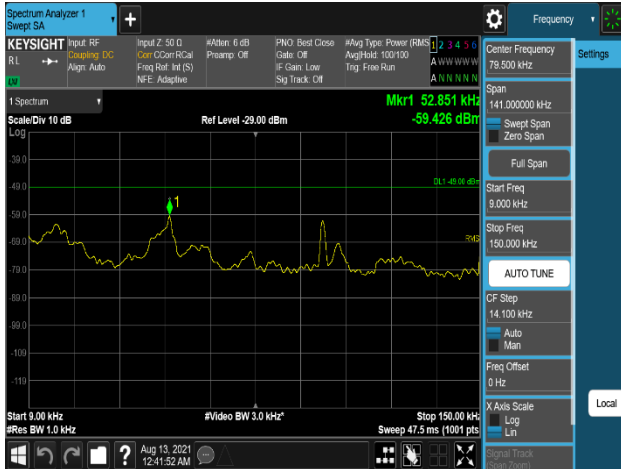 Spectrum Analyzer 1
Swept SA
+
Frequency
KEYSIGHT
RL
LV
Input: RF
Coupling: DC
Align: Auto
Input Z: 50 Ω
Corr CCorr RCal
Freq Ref: Int (S)
NFE: Adaptive
#Atten: 6 dB
Preamp: Off
PNO: Best Close
Gate: Off
IF Gain: Low
Sig Track: Off
#Avg Type: Power (RMS
Avg|Hold: 100/100
Trig: Free Run
1 2 3 4 5 6
A W W W W W
A N N N N N
1 Spectrum
Mkr1 52.851 kHz
Scale/Div 10 dB
Ref Level -29.00 dBm
-59.426 dBm
Log
-39.0
-49.0
-59.0
-69.0
-79.0
-89.0
-99.0
-109
-119
DL1 -49.00 dBm
1
RMS
Start 9.00 kHz
#Video BW 3.0 kHz*
Stop 150.00 kHz
#Res BW 1.0 kHz
Sweep 47.5 ms (1001 pts
?
Aug 13, 2021
12:41:52 AM
Center Frequency
79.500 kHz
Settings
Span
141.000000 kHz
Swept Span
Zero Span
Full Span
Start Freq
9.000 kHz
Stop Freq
150.000 kHz
AUTO TUNE
CF Step
14.100 kHz
Auto
Man
Freq Offset
0 Hz
X Axis Scale
Log
Lin
Local
Signal Track
(Span Zoom)